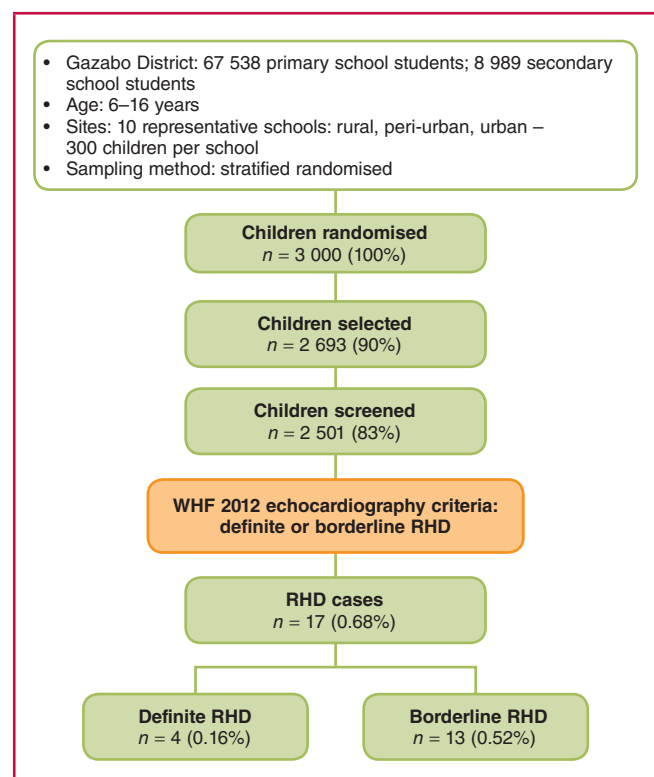 • Gazabo District: 67 538 primary school students; 8 989 secondary
school students
• Age: 6–16 years
• Sites: 10 representative schools: rural, peri-urban, urban –
300 children per school
• Sampling method: stratified randomised
Children randomised
n = 3 000 (100%)
Children selected
n = 2 693 (90%)
Children screened
n = 2 501 (83%)
WHF 2012 echocardiography criteria:
definite or borderline RHD
RHD cases
n = 17 (0.68%)
Definite RHD
n = 4 (0.16%)
Borderline RHD
n = 13 (0.52%)